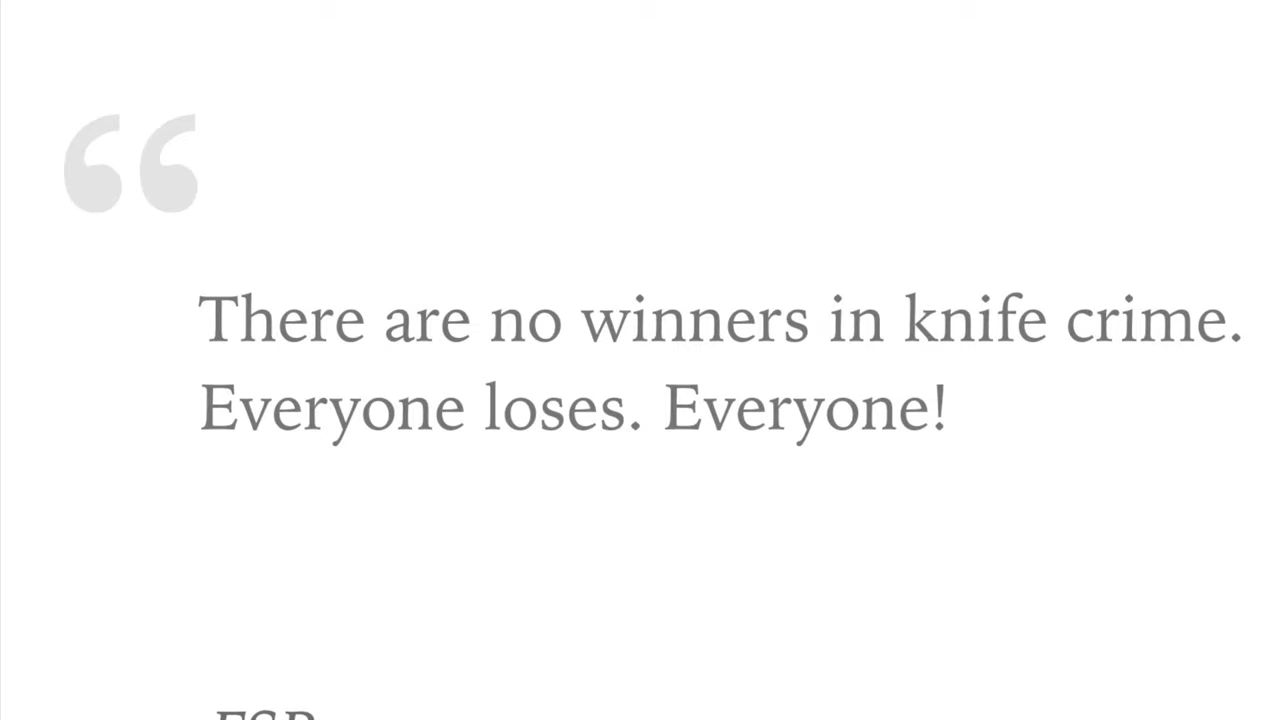 “
There are no winners in knife crime.
Everyone loses. Everyone!